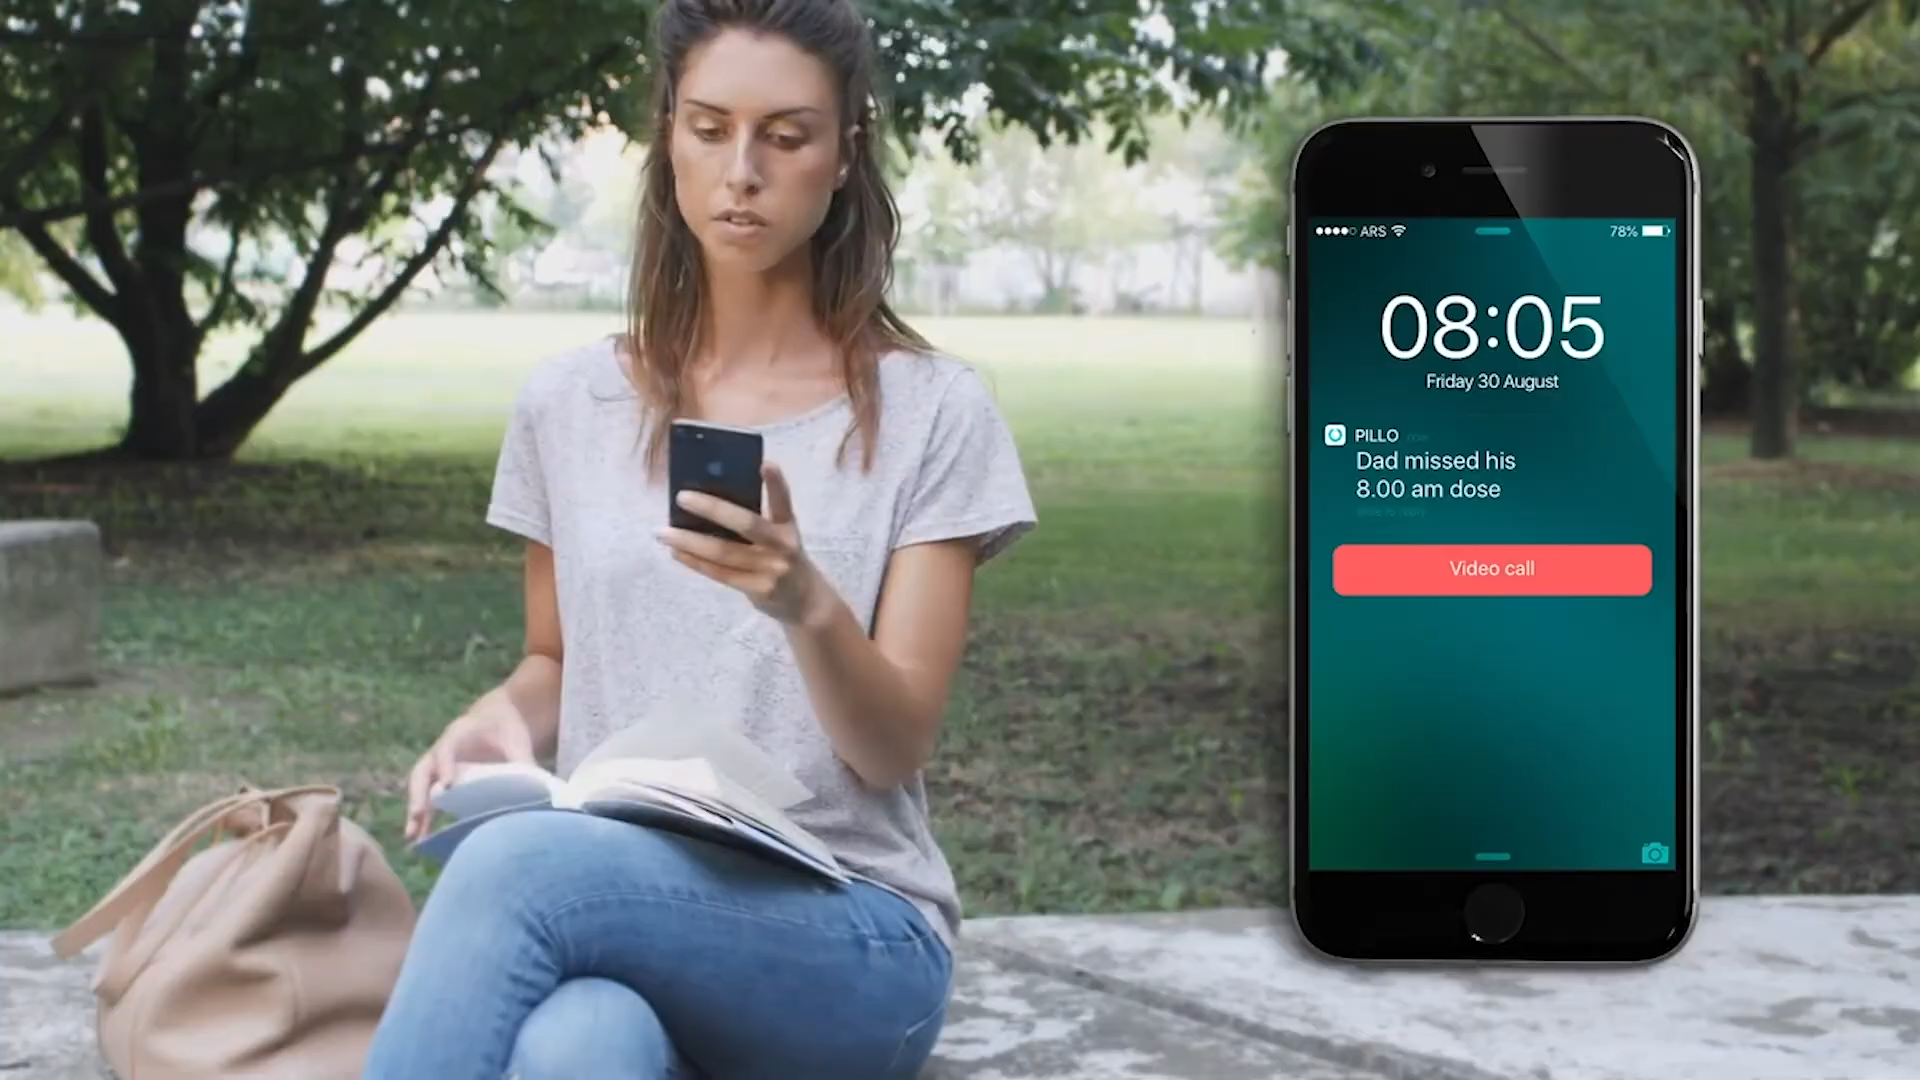 ARS 78%
08:05
Friday 30 August
PILLO
Dad missed his
8.00 am dose
Video call